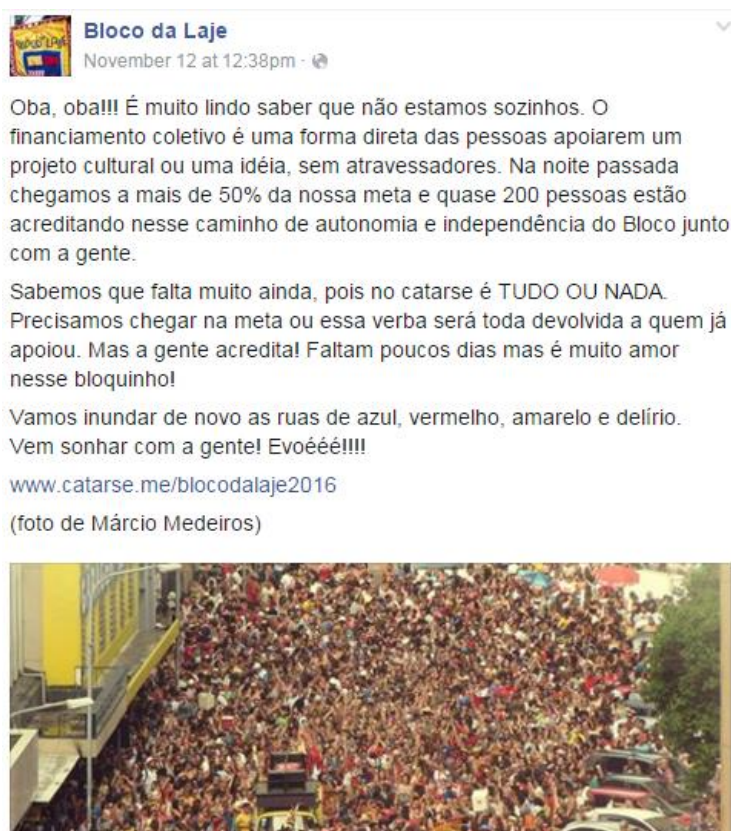 Bloco da Laje
November 12 at 12:38pm ·
Oba, oba!!! É muito lindo saber que não estamos sozinhos. O
financiamento coletivo é uma forma direta das pessoas apoiarem um
projeto cultural ou uma idéia, sem atravessadores. Na noite passada
chegamos a mais de 50% da nossa meta e quase 200 pessoas estão
acreditando nesse caminho de autonomia e independência do Bloco junto
com a gente.
Sabemos que falta muito ainda, pois no catarse é TUDO OU NADA.
Precisamos chegar na meta ou essa verba será toda devolvida a quem já
apoiou. Mas a gente acredita! Faltam poucos dias mas é muito amor
nesse bloquinho!
Vamos inundar de novo as ruas de azul, vermelho, amarelo e delírio.
Vem sonhar com a gente! Evoééé!!!!
www.catarse.me/blocodalaje2016
(foto de Márcio Medeiros)